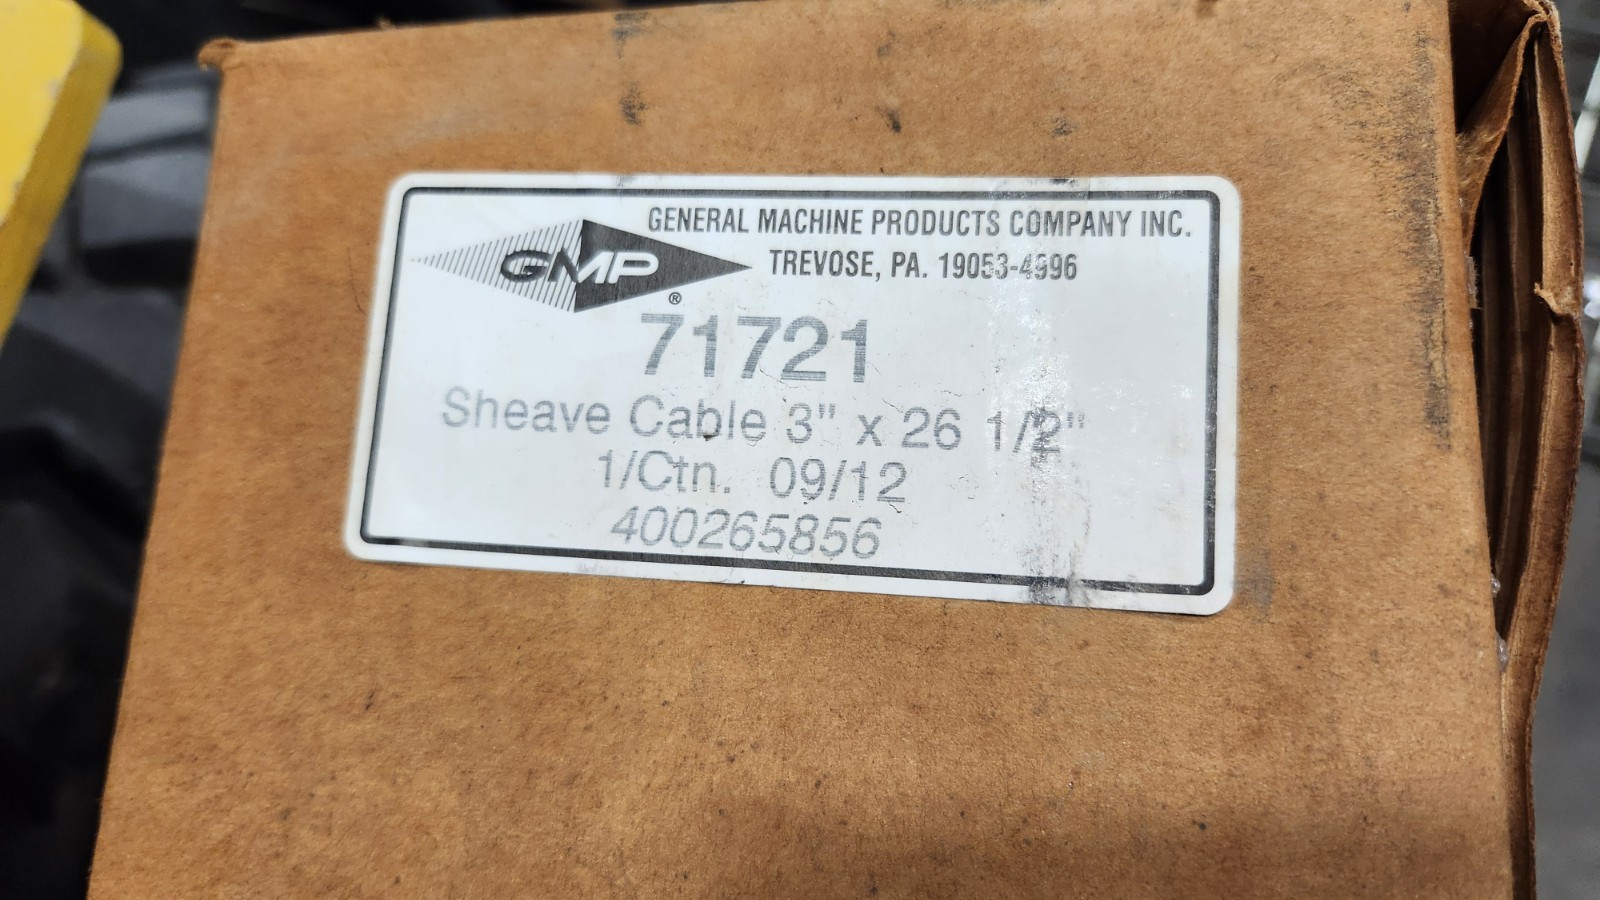 GENERAL MACHINE PRODUCTS COMPANY INC.
GMP
®
TREVOSE, PA. 19053-4996
71721
Sheave Cable 3" x 26 1/2"
1/Ctn. 09/12
400265856